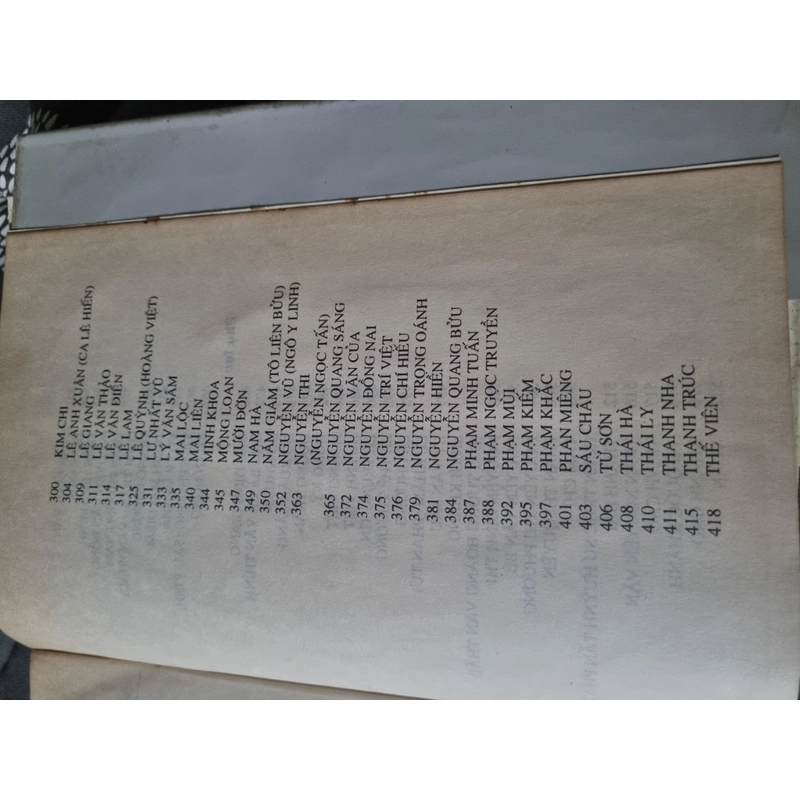 300 KIM CHI
304 LÊ ANH XUÂN (CA LÊ HIẾN)
309 LÊ GIANG
311 LÊ VĂN THẢO
314 LÊ VĂN ĐIỀN
317 LÊ LAM
325 LÊ QUỲNH (HOÀNG VIỆT)
331 LƯ NHẤT VŨ
333 LÝ VĂN SÂM
335 MAI LỘC
340 MAI LIÊN
344 MINH KHOA
345 MỘNG LOAN
347 MƯỜI ĐỜN
349 NAM HÀ
350 NĂM GIÁM (TÔ LIÊN BỬU)
352 NGUYỄN VŨ (NGÔ Y LINH)
363 NGUYỄN THI
(NGUYỄN NGỌC TẤN)
365 NGUYỄN QUANG SÁNG
372 NGUYỄN VĂN CỦA
374 NGUYỄN ĐỒNG NAI
375 NGUYỄN TRÍ VIỆT
376 NGUYỄN CHÍ HIẾU
379 NGUYỄN TRỌNG OÁNH
381 NGUYỄN HIỀN
384 NGUYỄN QUANG BỬU
387 PHẠM MINH TUẤN
388 PHẠM NGỌC TRUYỀN
392 PHẠM MÙI
395 PHẠM KIỂM
397 PHẠM KHẮC
401 PHAN MIÊNG
403 SÁU CHÂU
406 TỪ SƠN
408 THÁI HÀ
410 THÁI LY
411 THANH NHA
415 THANH TRÚC
418 THẾ VIÊN